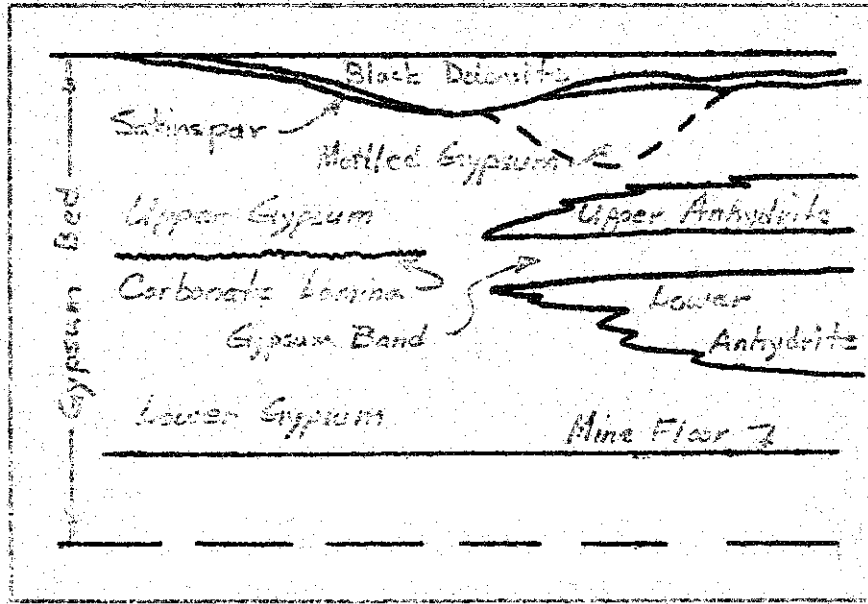 Black Dolomite
Satinspar
Mottled Gypsum
Upper Gypsum
Upper Anhydrite
Carbonate Lamina
Lower
Gypsum Band
Anhydrite
Lower Gypsum
Mine Floor
Gypsum Bed